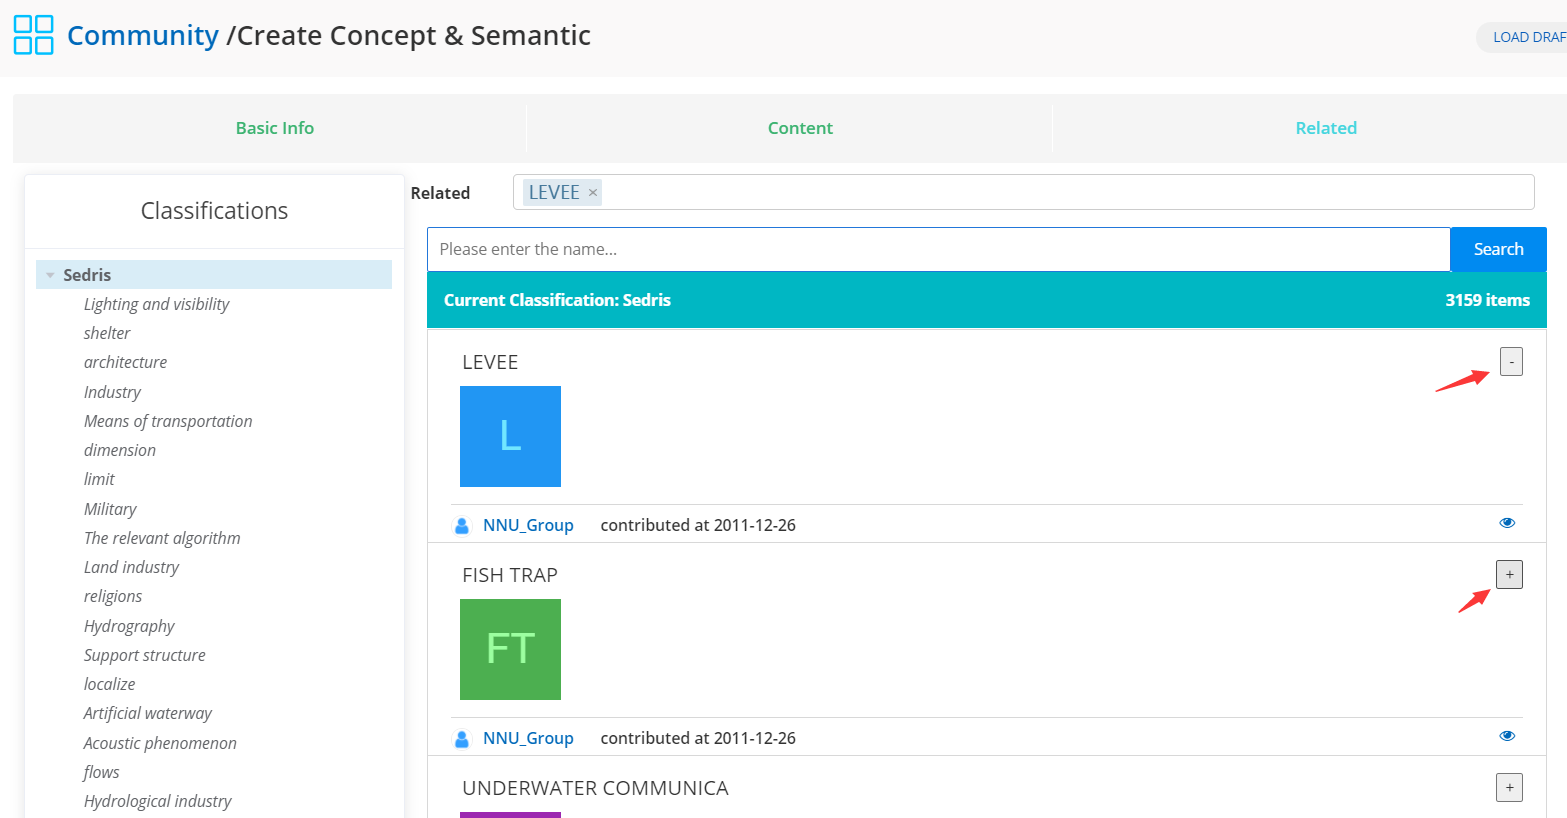 Community /Create Concept & Semantic
LOAD DRAF
Basic Info
Content
Related
Classifications
Sedris
Lighting and visibility
shelter
architecture
Industry
Means of transportation
dimension
limit
Military
The relevant algorithm
Land industry
religions
Hydrography
Support structure
localize
Artificial waterway
Acoustic phenomenon
flows
Hydrological industry
Related
LEVEE ×
Please enter the name...
Search
Current Classification: Sedris
3159 items
LEVEE
-
L
NNU_Group contributed at 2011-12-26
FISH TRAP
+
FT
NNU_Group contributed at 2011-12-26
UNDERWATER COMMUNICA
+